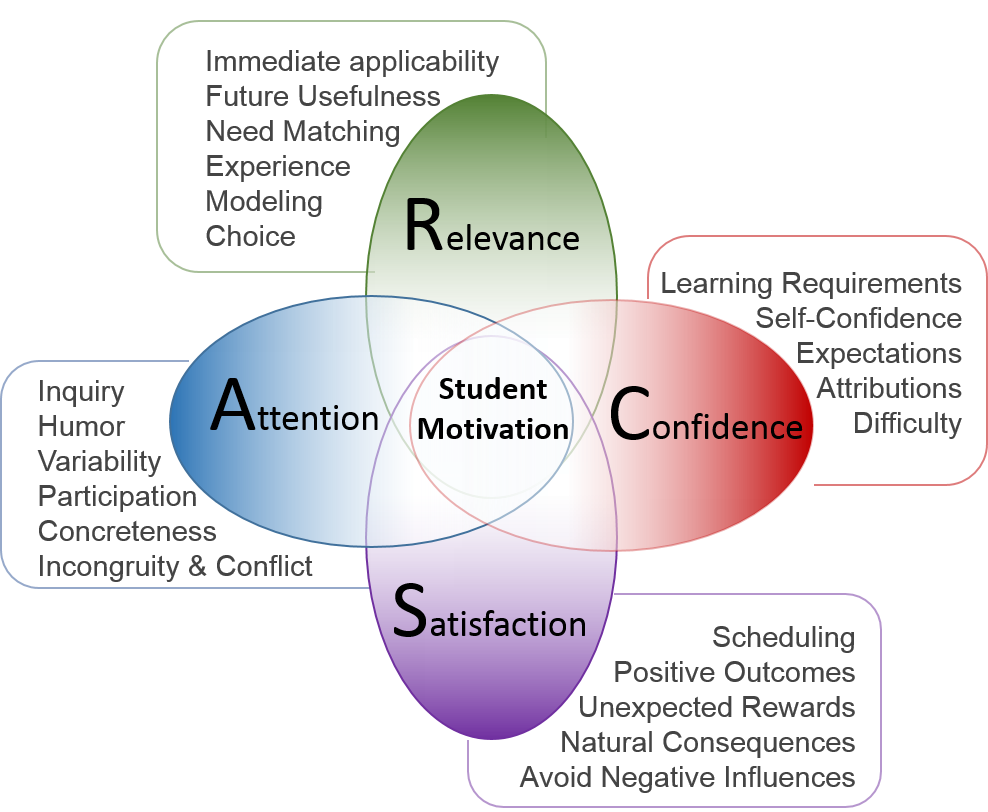 Immediate applicability
Future Usefulness
Need Matching
Experience
Modeling
Choice
Relevance
Learning Requirements
Self-Confidence
Expectations
Attributions
Difficulty
Confidence
Inquiry
Humor
Variability
Participation
Concreteness
Incongruity & Conflict
Attention
Student
Motivation
Satisfaction
Scheduling
Positive Outcomes
Unexpected Rewards
Natural Consequences
Avoid Negative Influences